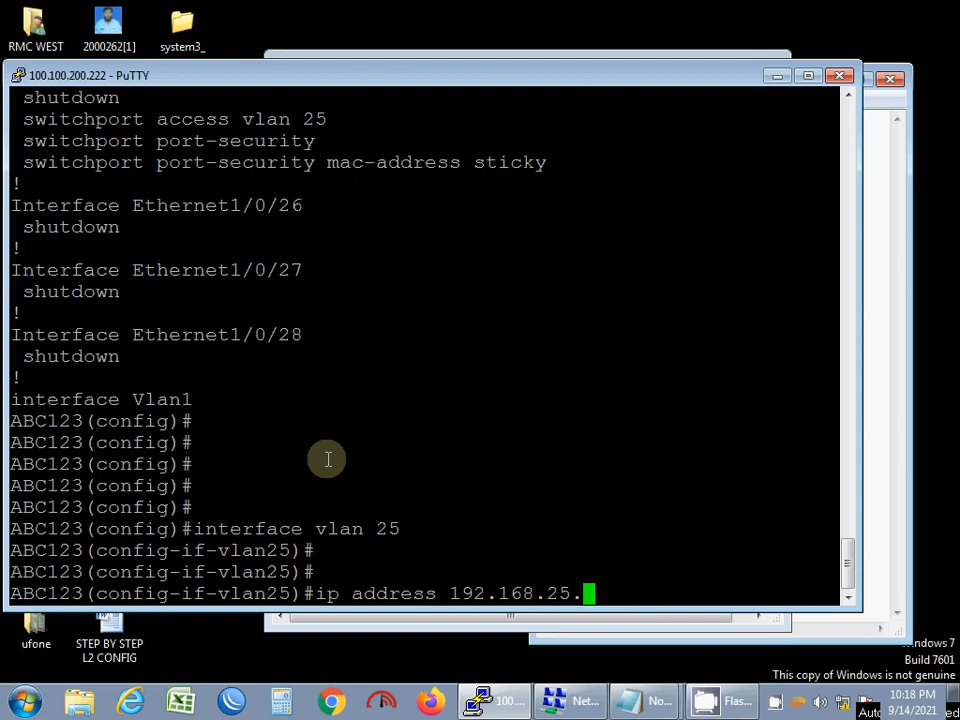 RMC WEST
2000262[1]
system3_
100.100.200.222 - PuTTY
shutdown
switchport access vlan 25
switchport port-security
switchport port-security mac-address sticky
!
Interface Ethernet1/0/26
shutdown
!
Interface Ethernet1/0/27
shutdown
!
Interface Ethernet1/0/28
shutdown
!
interface Vlan1
ABC123(config)#
ABC123(config)#
ABC123(config)#
ABC123(config)#
ABC123(config)#
ABC123(config)#interface vlan 25
ABC123(config-if-vlan25)#
ABC123(config-if-vlan25)#
ABC123(config-if-vlan25)#ip address 192.168.25.
ufone
STEP BY STEP
L2 CONFIG
indows 7
Build 7601
This copy of Windows is not genuine
100....
Net...
No...
Flas...
10:18 PM
9/14/2021